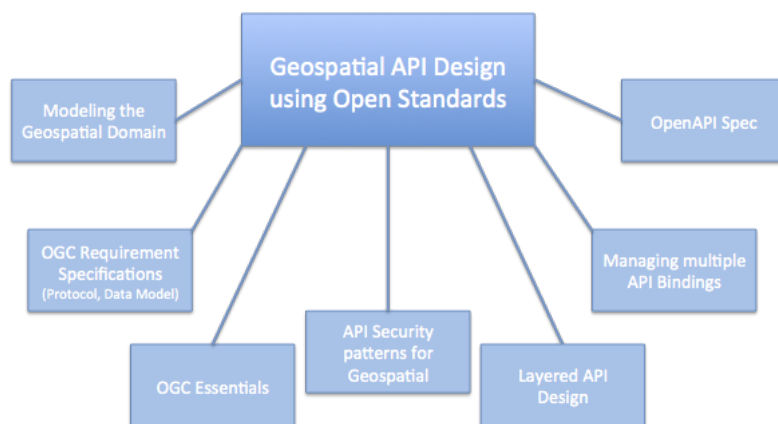 Geospatial API Design
using Open Standards
Modeling the
Geospatial Domain
OpenAPI Spec
OGC Requirement
Specifications
(Protocol, Data Model)
Managing multiple
API Bindings
OGC Essentials
API Security
patterns for
Geospatial
Layered API
Design